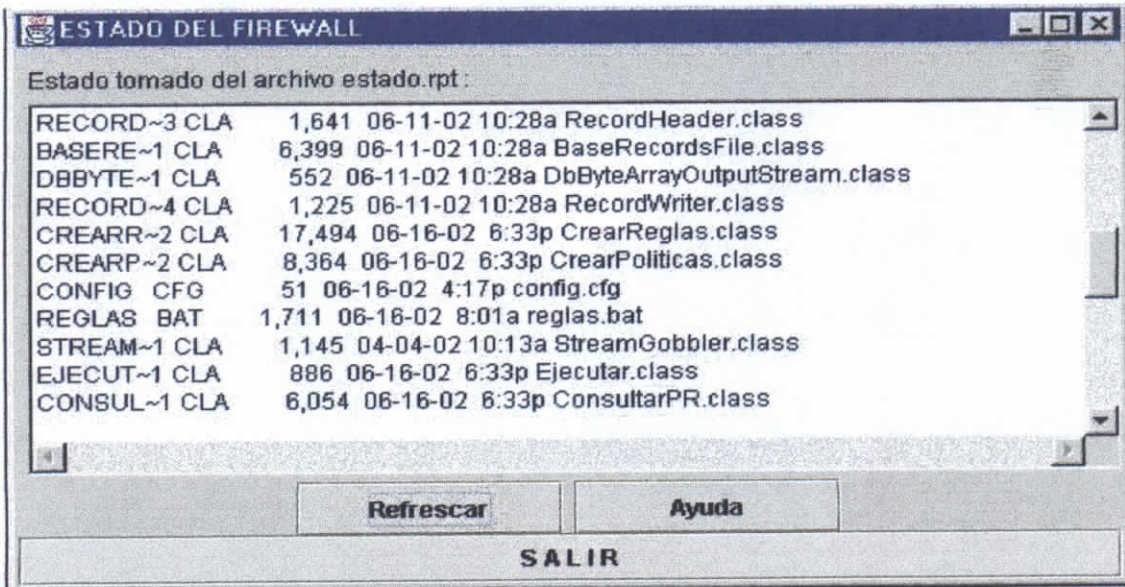 ESTADO DEL FIREWALL
Estado tomado del archivo estado.rpt :
RECORD~3 CLA 1,641 06-11-02 10:28a RecordHeader.class
BASERE~1 CLA 6,399 06-11-02 10:28a BaseRecordsFile.class
DBBYTE~1 CLA 552 06-11-02 10:28a DbByteArrayOutputStream.class
RECORD~4 CLA 1,225 06-11-02 10:28a RecordWriter.class
CREARR~2 CLA 17,494 06-16-02 6:33p CrearReglas.class
CREARP~2 CLA 8,364 06-16-02 6:33p CrearPoliticas.class
CONFIG CFG 51 06-16-02 4:17p config.cfg
REGLAS BAT 1,711 06-16-02 8:01a reglas.bat
STREAM~1 CLA 1,145 04-04-02 10:13a StreamGobbler.class
EJECUT~1 CLA 886 06-16-02 6:33p Ejecutar.class
CONSUL~1 CLA 6,054 06-16-02 6:33p ConsultarPR.class
Refrescar Ayuda
SALIR